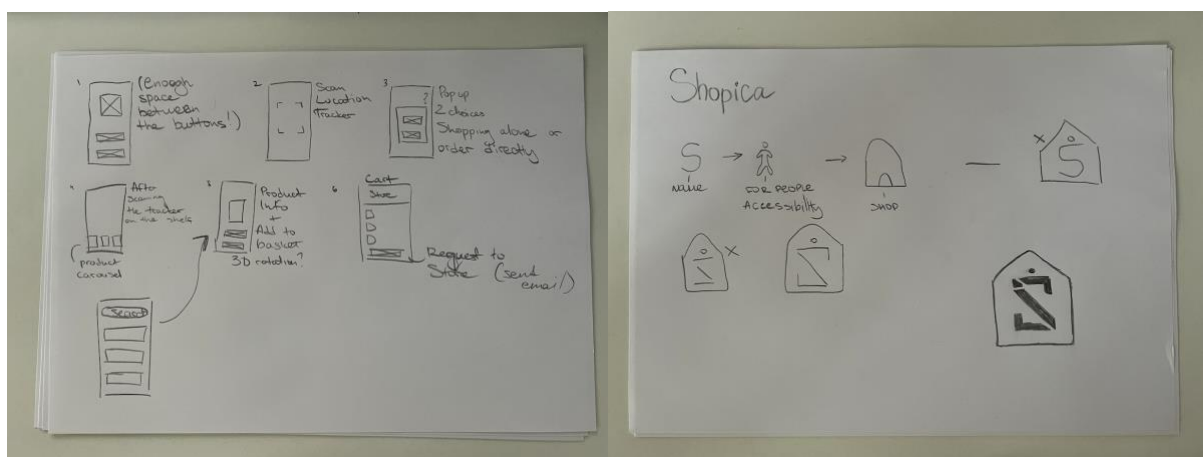 1
(Enough
space
between
the buttons!)
2
Scan
Location
Tracker
3
?
Popup
2 choices
Shopping alone or
order directly
4
After
scanning
the tracker
on the shelf
product
carousel
5
Product
Info
+
Add to
basket
3D rotation?
6
Cart
Store
Request to
Store (send
email)
Search
Shopica
S
NAME
FOR PEOPLE
Accessibility
SHOP
x
S
x